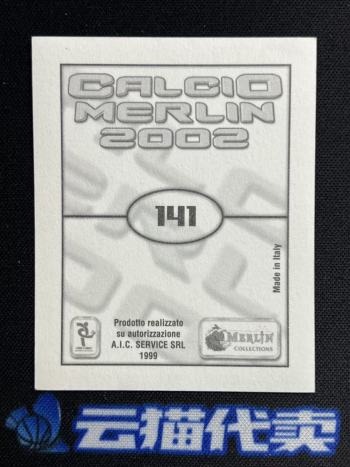 CALCIO
MERLIN
2002
141
Made in Italy
Prodotto realizzato
su autorizzazione
A.I.C. SERVICE SRL
1999
MERLIN
COLLECTIONS
云猫代卖